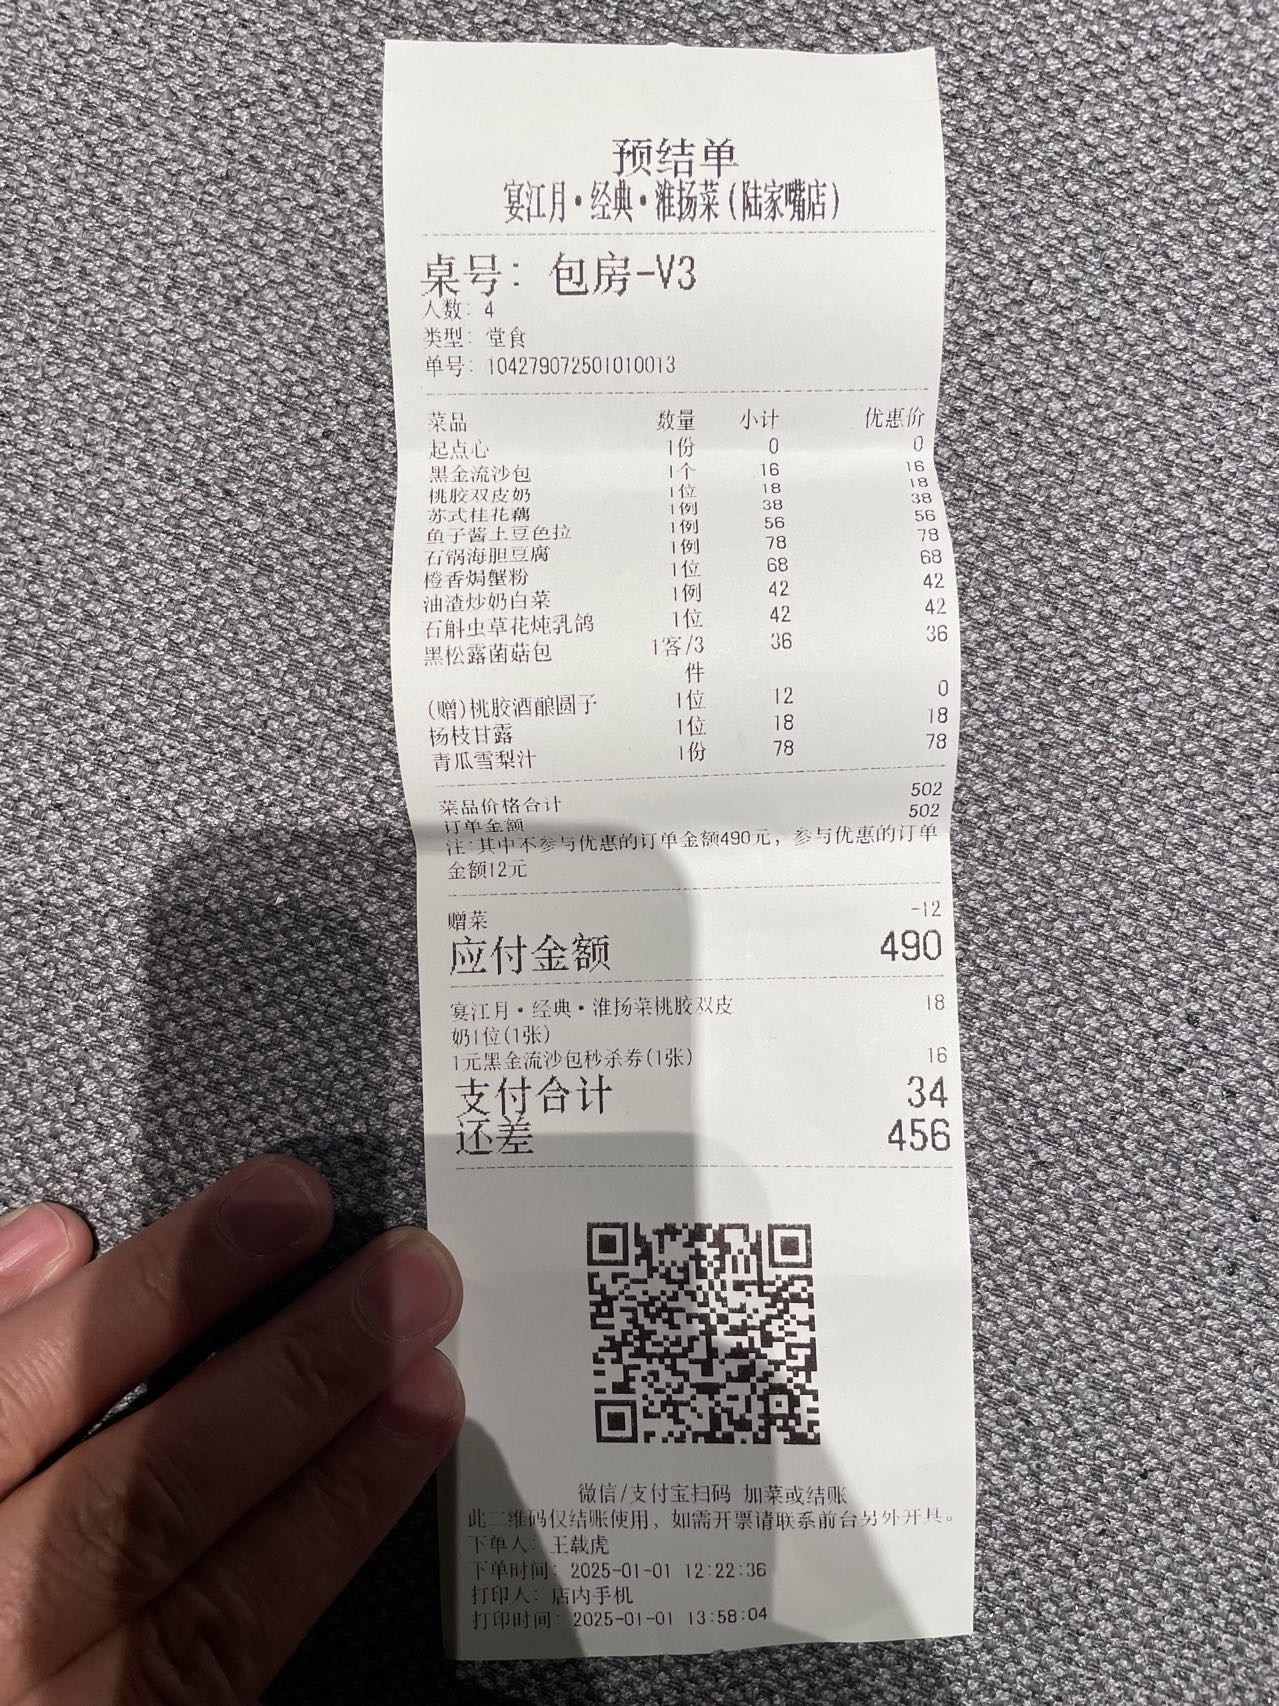 预结单
宴江月·经典·淮扬菜(陆家嘴店)
桌号: 包房-V3
人数: 4
类型: 堂食
单号: 104279072501010013
菜品 数量 小计 优惠价
起点心 1份 0 0
黑金流沙包 1个 16 16
桃胶双皮奶 1位 18 18
苏式桂花藕 1例 38 38
鱼子酱土豆色拉 1例 56 56
石锅海胆豆腐 1例 78 78
橙香焗蟹粉 1位 68 68
油渣炒奶白菜 1例 42 42
石斛虫草花炖乳鸽 1位 42 42
黑松露菌菇包 1客/3 36 36
件
(赠)桃胶酒酿圆子 1位 12 0
杨枝甘露 1位 18 18
青瓜雪梨汁 1份 78 78
菜品价格合计 502
订单金额 502
注:其中不参与优惠的订单金额490元，参与优惠的订单
金额12元
赠菜 -12
应付金额 490
宴江月·经典·淮扬菜桃胶双皮 18
奶1位(1张)
1元黑金流沙包秒杀券(1张) 16
支付合计 34
还差 456
微信/支付宝扫码 加菜或结账
此二维码仅结账使用，如需开票请联系前台另外开具。
下单人: 王载虎
下单时间: 2025-01-01 12:22:36
打印人: 店内手机
打印时间: 2025-01-01 13:58:04